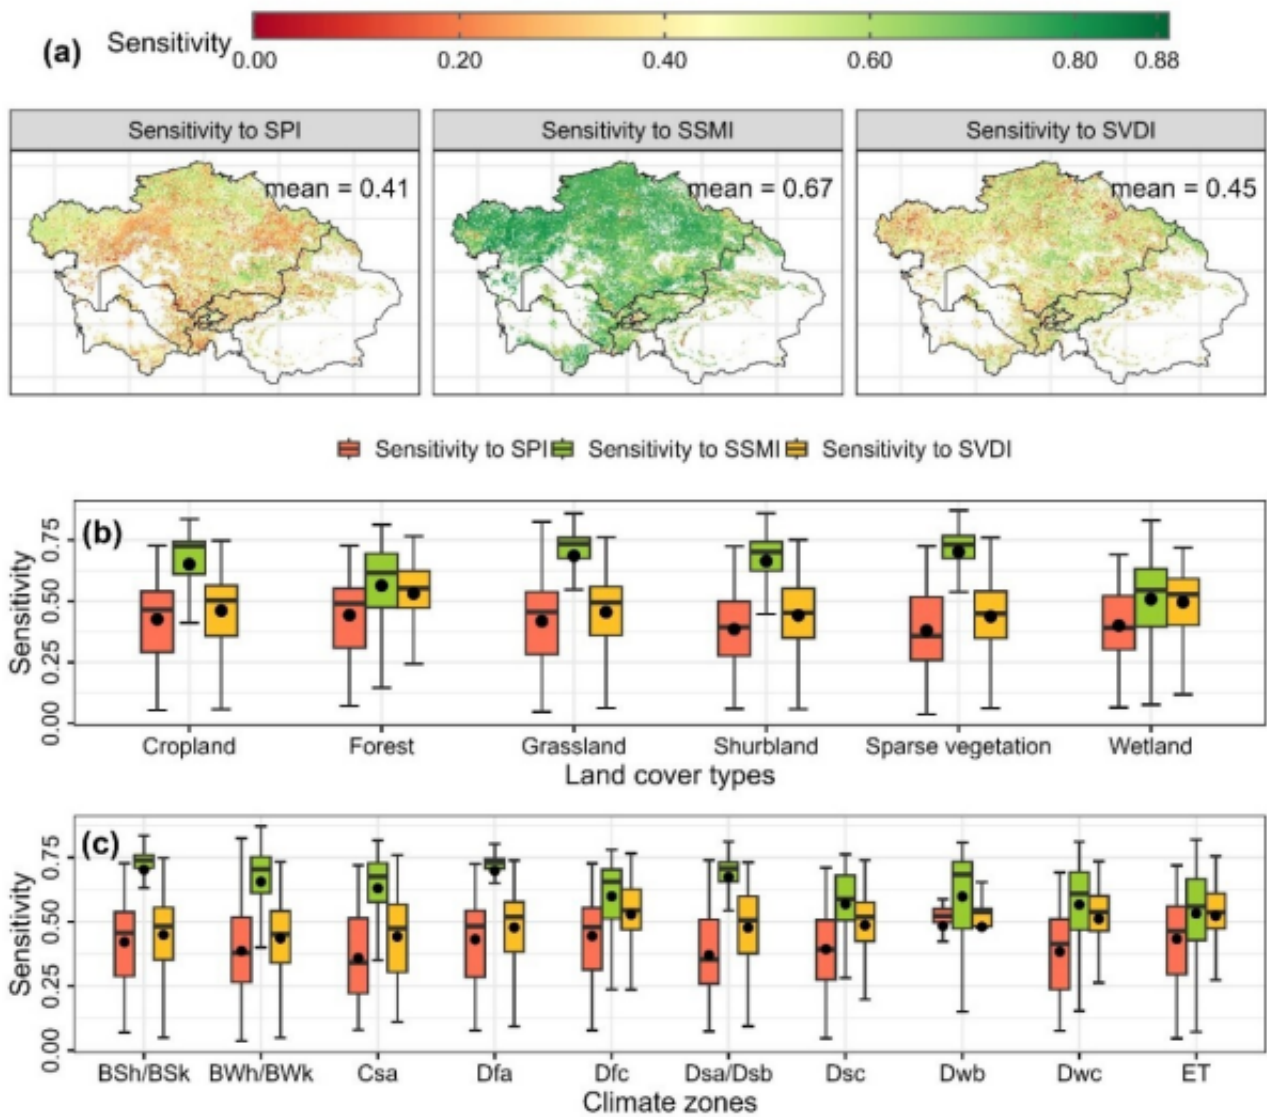 (a)
Sensitivity
0.00 0.20 0.40 0.60 0.80 0.88
Sensitivity to SPI Sensitivity to SSMI Sensitivity to SVDI
mean = 0.41 mean = 0.67 mean = 0.45
Sensitivity to SPI Sensitivity to SSMI Sensitivity to SVDI
(b)
Sensitivity
0.75
0.50
0.25
0.00
Cropland Forest Grassland Shurbland Sparse vegetation Wetland
Land cover types
(c)
Sensitivity
0.75
0.50
0.25
0.00
BSh/BSk BWh/BWk Csa Dfa Dfc Dsa/Dsb Dsc Dwb Dwc ET
Climate zones